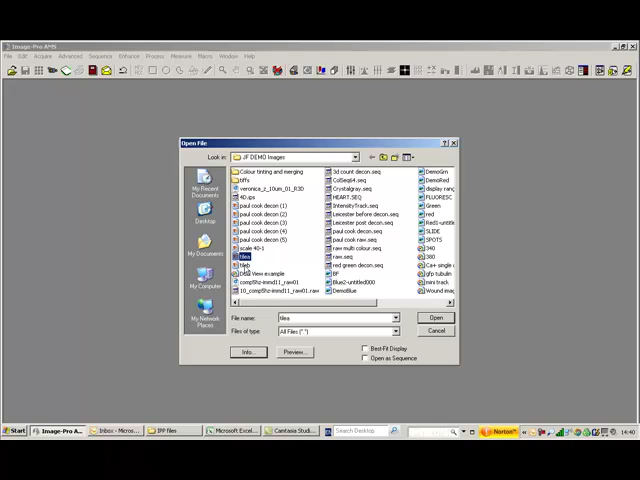 Image-Pro AMS
File Edit Acquire Advanced Sequence Enhance Process Measure Macro Window Help
Open File
Look in: JF DEMO Images
My Recent Documents
Desktop
My Documents
My Computer
My Network Places
Colour tinting and merging
tiffs
veronica_z_10um_01_R3D
4D.ips
paul cook decon (1)
paul cook decon (2)
paul cook decon (3)
paul cook decon (4)
paul cook decon (5)
scale 40-1
tilea
tileb
View example
comp5hz-immd11_raw01
10_comp5hz-immd11_raw01.raw
3d count decon.seq
ColSeq64.seq
Crystalgray.seq
HEART.SEQ
IntensityTrack.seq
Leicester before decon.seq
Leicester decon.seq
paul cook decon.seq
paul cook raw.seq
raw multi colour.seq
raw.seq
red green decon.seq
BF
Blue2-untitled000
DemoBlue
DemoGrn
DemoRed
display rang
FLUORESC
Green
red
Red1-untitl
SLIDE
SPOTS
340
380
Ca+ single c
gfp tubulin
mini track
Wound ima
File name: tilea
Open
Files of type: All Files (*.*)
Cancel
Info...
Preview...
Best-Fit Display
Open as Sequence
Start
Image-Pro A...
Inbox - Micros...
IPP files
Microsoft Excel...
Camtasia Studi...
Search Desktop
Norton
14:40